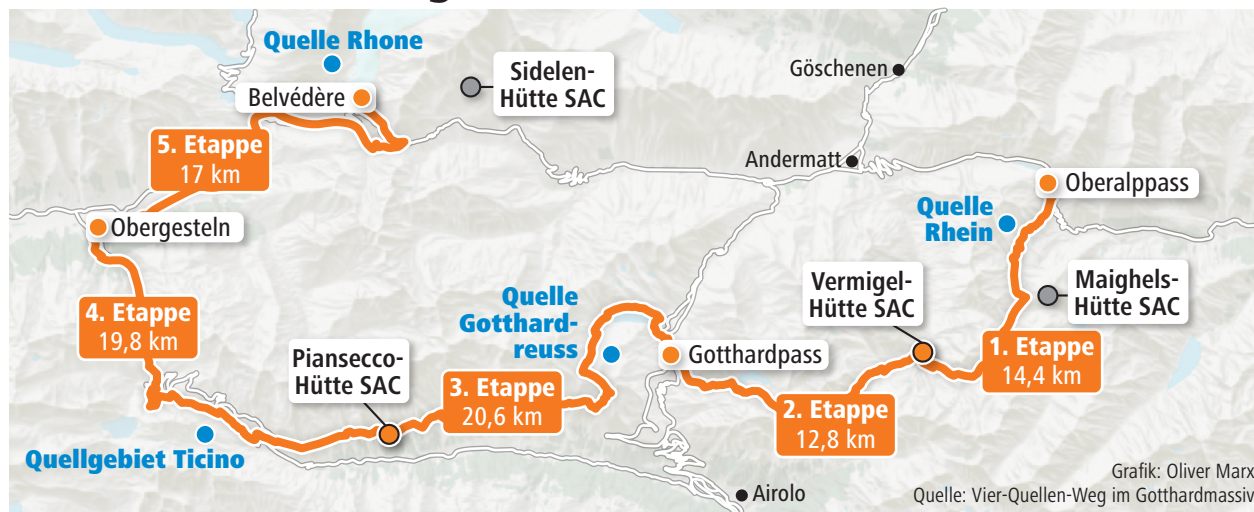 Quelle Rhone
Belvédère
Sidelen-
Hütte SAC
Göschenen
Andermatt
Oberalppass
5. Etappe
17 km
Obergesteln
Quelle
Rhein
Vermigel-
Hütte SAC
Maighels-
Hütte SAC
4. Etappe
19,8 km
Quelle
Gotthard-
reuss
Gotthardpass
1. Etappe
14,4 km
Piansecco-
Hütte SAC
3. Etappe
20,6 km
2. Etappe
12,8 km
Quellgebiet Ticino
Airolo
Grafik: Oliver Marx
Quelle: Vier-Quellen-Weg im Gotthardmassiv